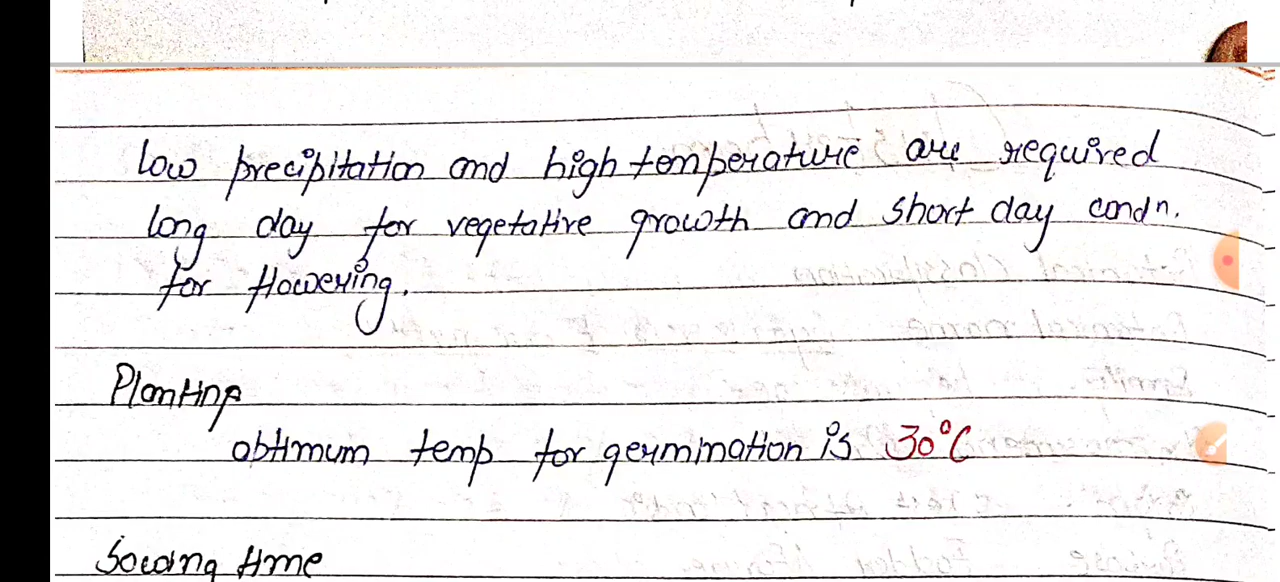 low precipitation and high temperature are required
long day for vegetative growth and short day condn.
for flowering.
Planting
optimum temp for germination is 30°C
Sowing time